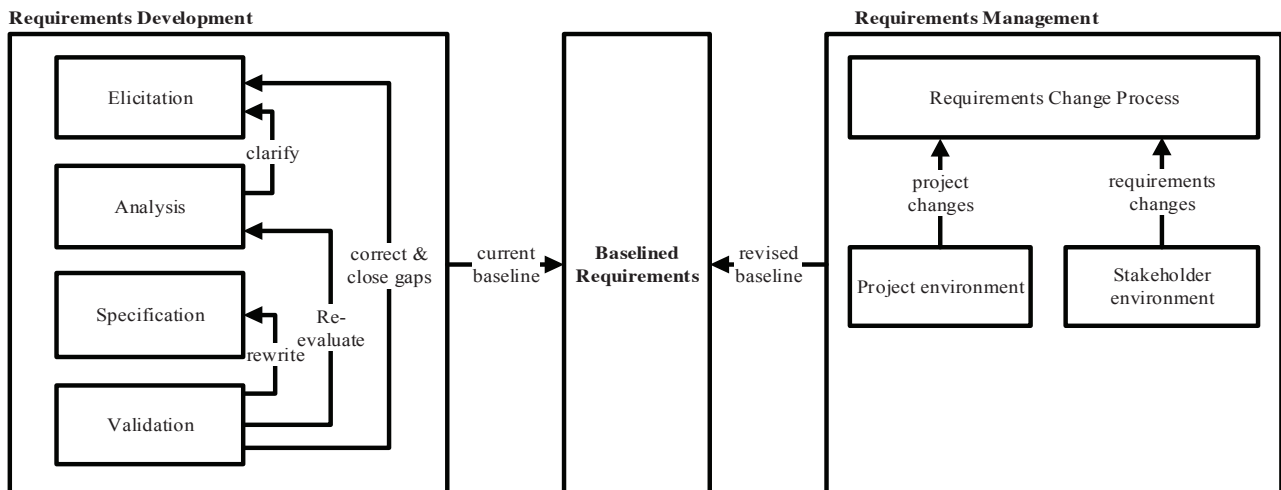 Requirements Development
Elicitation
clarify
Analysis
correct &
close gaps
Specification
Re-
evaluate
rewrite
Validation
current
baseline
Baselined
Requirements
revised
baseline
Requirements Management
Requirements Change Process
project
changes
requirements
changes
Project environment
Stakeholder
environment